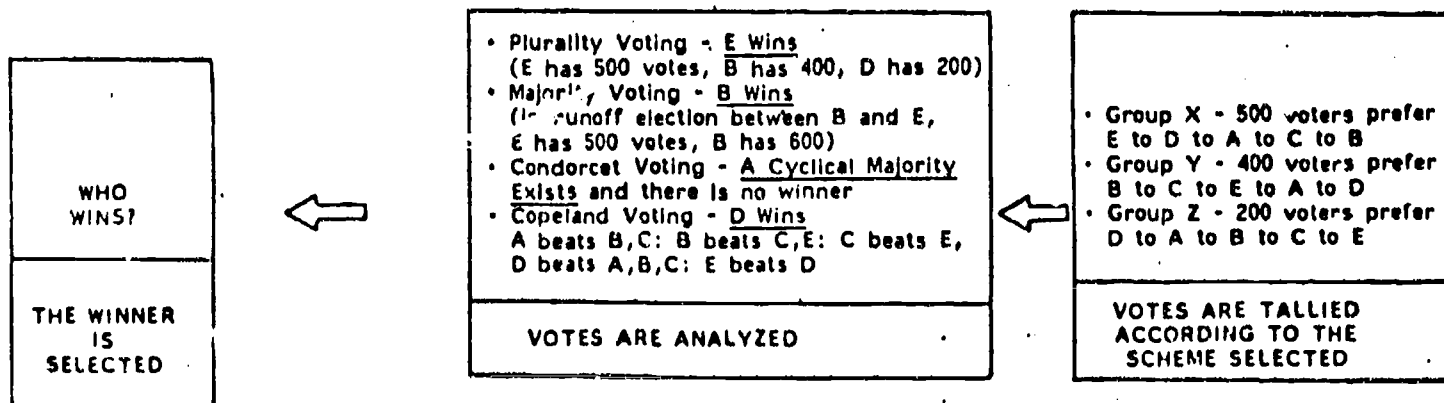 WHO
WINS?
THE WINNER
IS
SELECTED
• Plurality Voting - E Wins
(E has 500 votes, B has 400, D has 200)
• Majority Voting - B Wins
runoff election between B and E,
E has 500 votes, B has 600)
• Condorcet Voting - A Cyclical Majority
Exists and there is no winner
• Copeland Voting - D Wins
A beats B,C: B beats C,E: C beats E,
D beats A,B,C: E beats D
VOTES ARE ANALYZED
• Group X - 500 voters prefer
E to D to A to C to B
• Group Y - 400 voters prefer
B to C to E to A to D
• Group Z - 200 voters prefer
D to A to B to C to E
VOTES ARE TALLIED
ACCORDING TO THE
SCHEME SELECTED